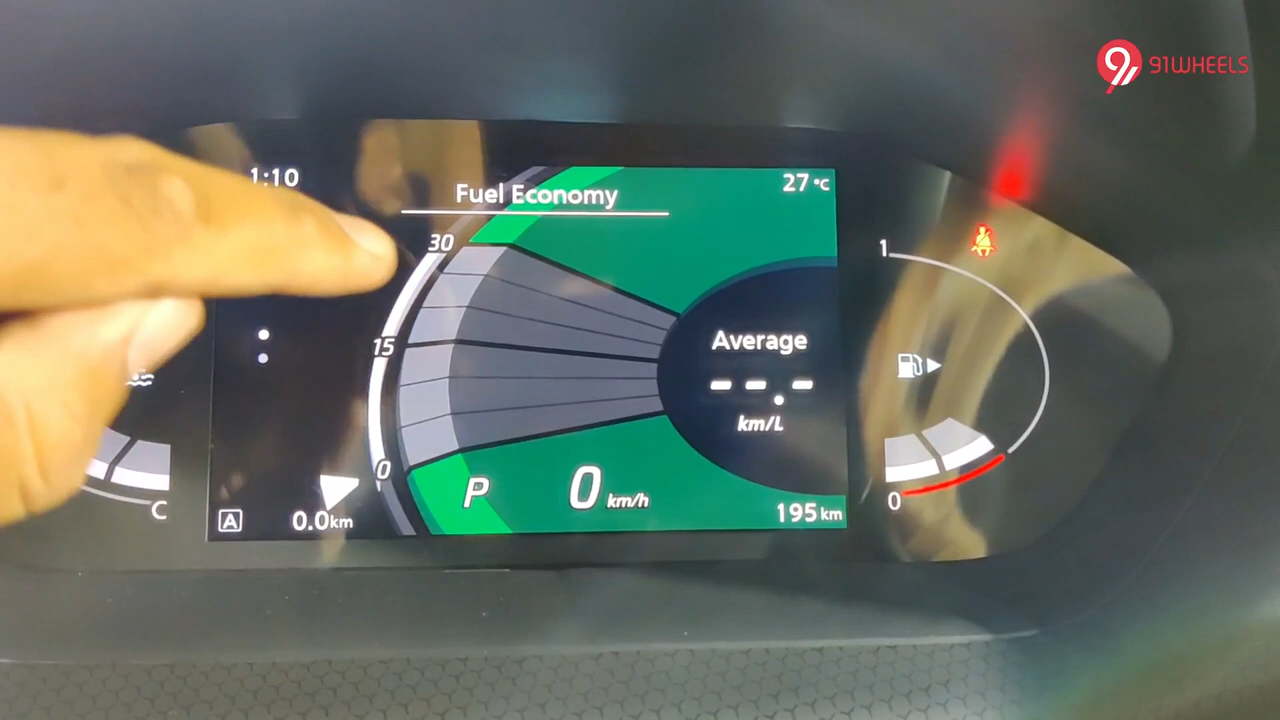 91WHEELS
1:10
Fuel Economy
27 °C
30
15
0
Average
-- -- . --
km/L
P
0 km/h
195 km
A
0.0 km
C
1
0